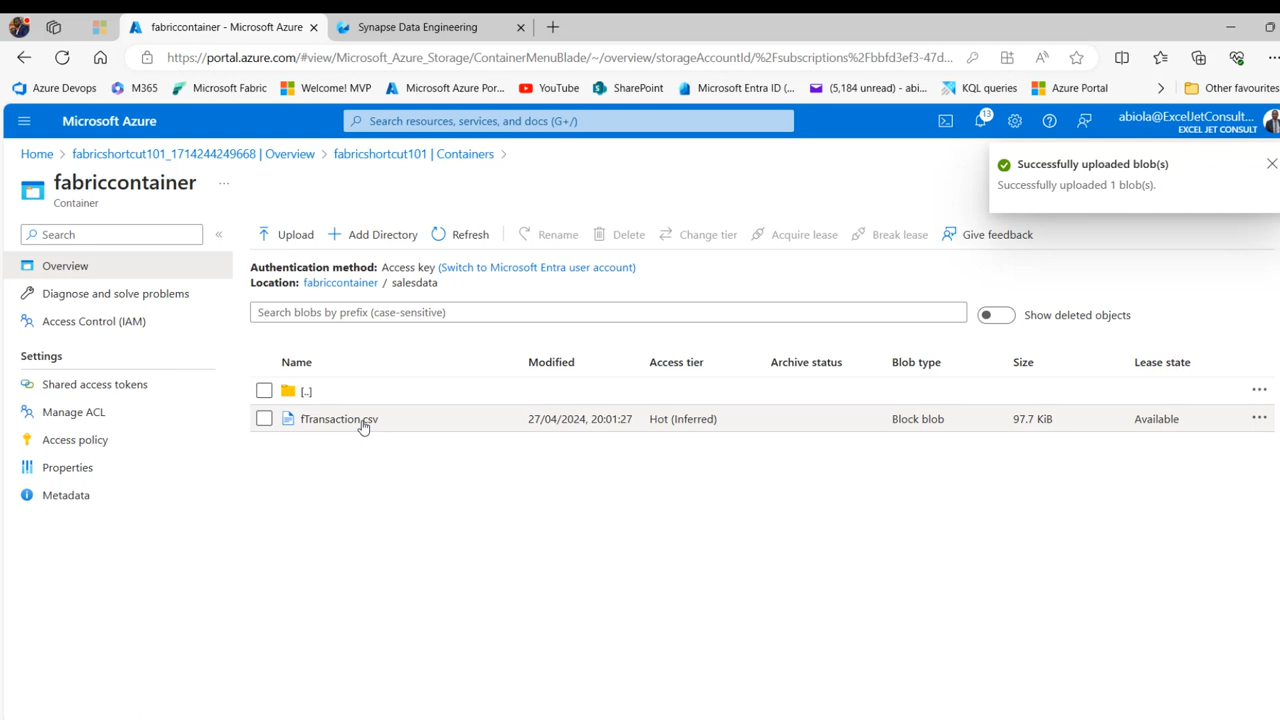 fabriccontainer - Microsoft Azure
Synapse Data Engineering
https://portal.azure.com/#view/Microsoft_Azure_Storage/ContainerMenuBlade/~/overview/storageAccountId/%2Fsubscriptions%2Fbbfd3ef3-47d...
Azure Devops
M365
Microsoft Fabric
Welcome! MVP
Microsoft Azure Por...
YouTube
SharePoint
Microsoft Entra ID (...
(5,184 unread) - abi...
KQL queries
Azure Portal
Other favourites
Microsoft Azure
Search resources, services, and docs (G+/)
13
abiola@ExcelJetConsult...
EXCEL JET CONSULT
Home
fabricshortcut101_1714244249668 | Overview
fabricshortcut101 | Containers
Successfully uploaded blob(s)
Successfully uploaded 1 blob(s).
fabriccontainer
Container
Search
Overview
Diagnose and solve problems
Access Control (IAM)
Settings
Shared access tokens
Manage ACL
Access policy
Properties
Metadata
Upload
Add Directory
Refresh
Rename
Delete
Change tier
Acquire lease
Break lease
Give feedback
Authentication method: Access key (Switch to Microsoft Entra user account)
Location: fabriccontainer / salesdata
Search blobs by prefix (case-sensitive)
Show deleted objects
Name Modified Access tier Archive status Blob type Size Lease state
[..]
fTransaction.csv 27/04/2024, 20:01:27 Hot (Inferred) Block blob 97.7 KiB Available